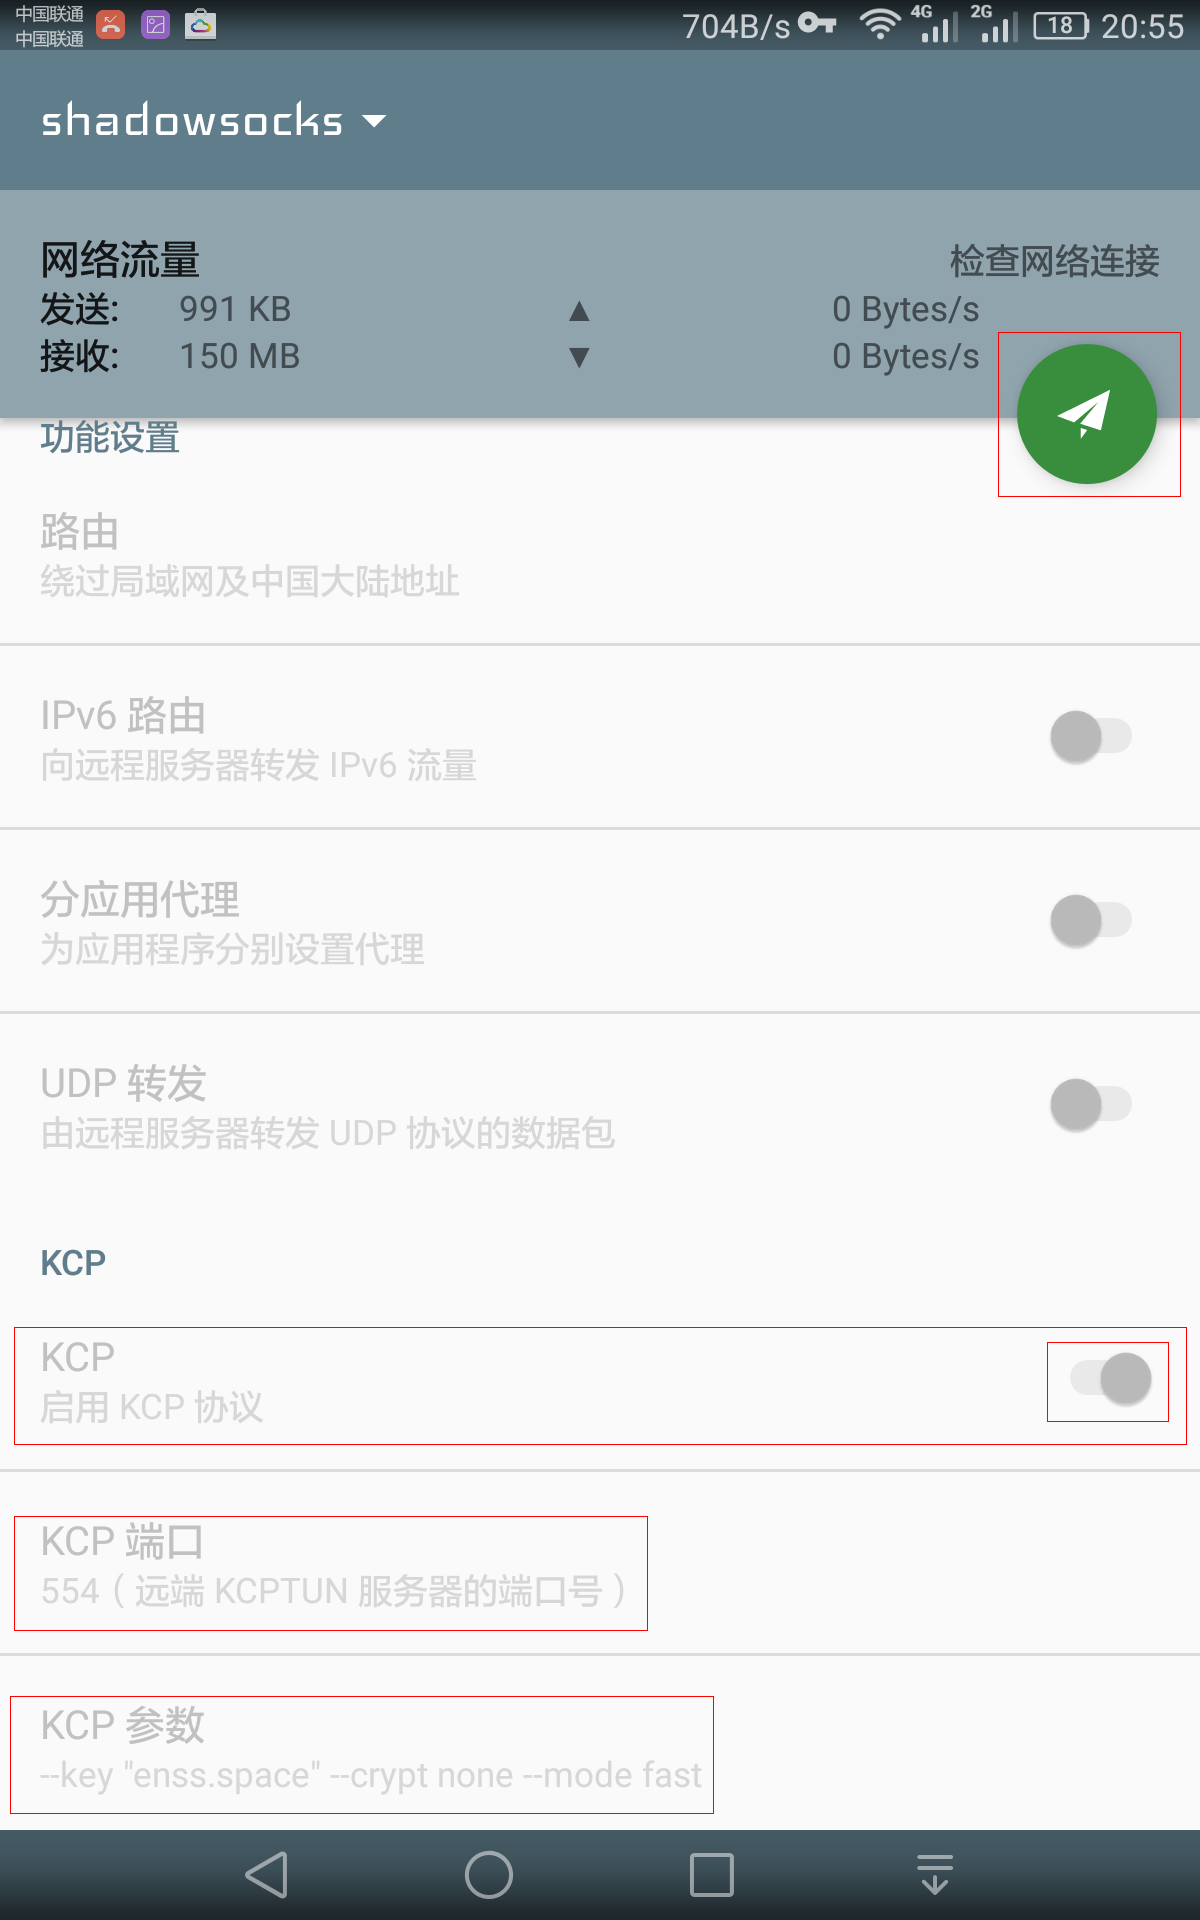 中国联通
中国联通
704B/s 4G 2G 18 20:55
shadowsocks
网络流量 检查网络连接
发送: 991 KB ▲ 0 Bytes/s
接收: 150 MB ▼ 0 Bytes/s
功能设置
路由
绕过局域网及中国大陆地址
IPv6 路由
向远程服务器转发 IPv6 流量
分应用代理
为应用程序分别设置代理
UDP 转发
由远程服务器转发 UDP 协议的数据包
KCP
KCP
启用 KCP 协议
KCP 端口
554（远端 KCPTUN 服务器的端口号）
KCP 参数
--key "enss.space" --crypt none --mode fast